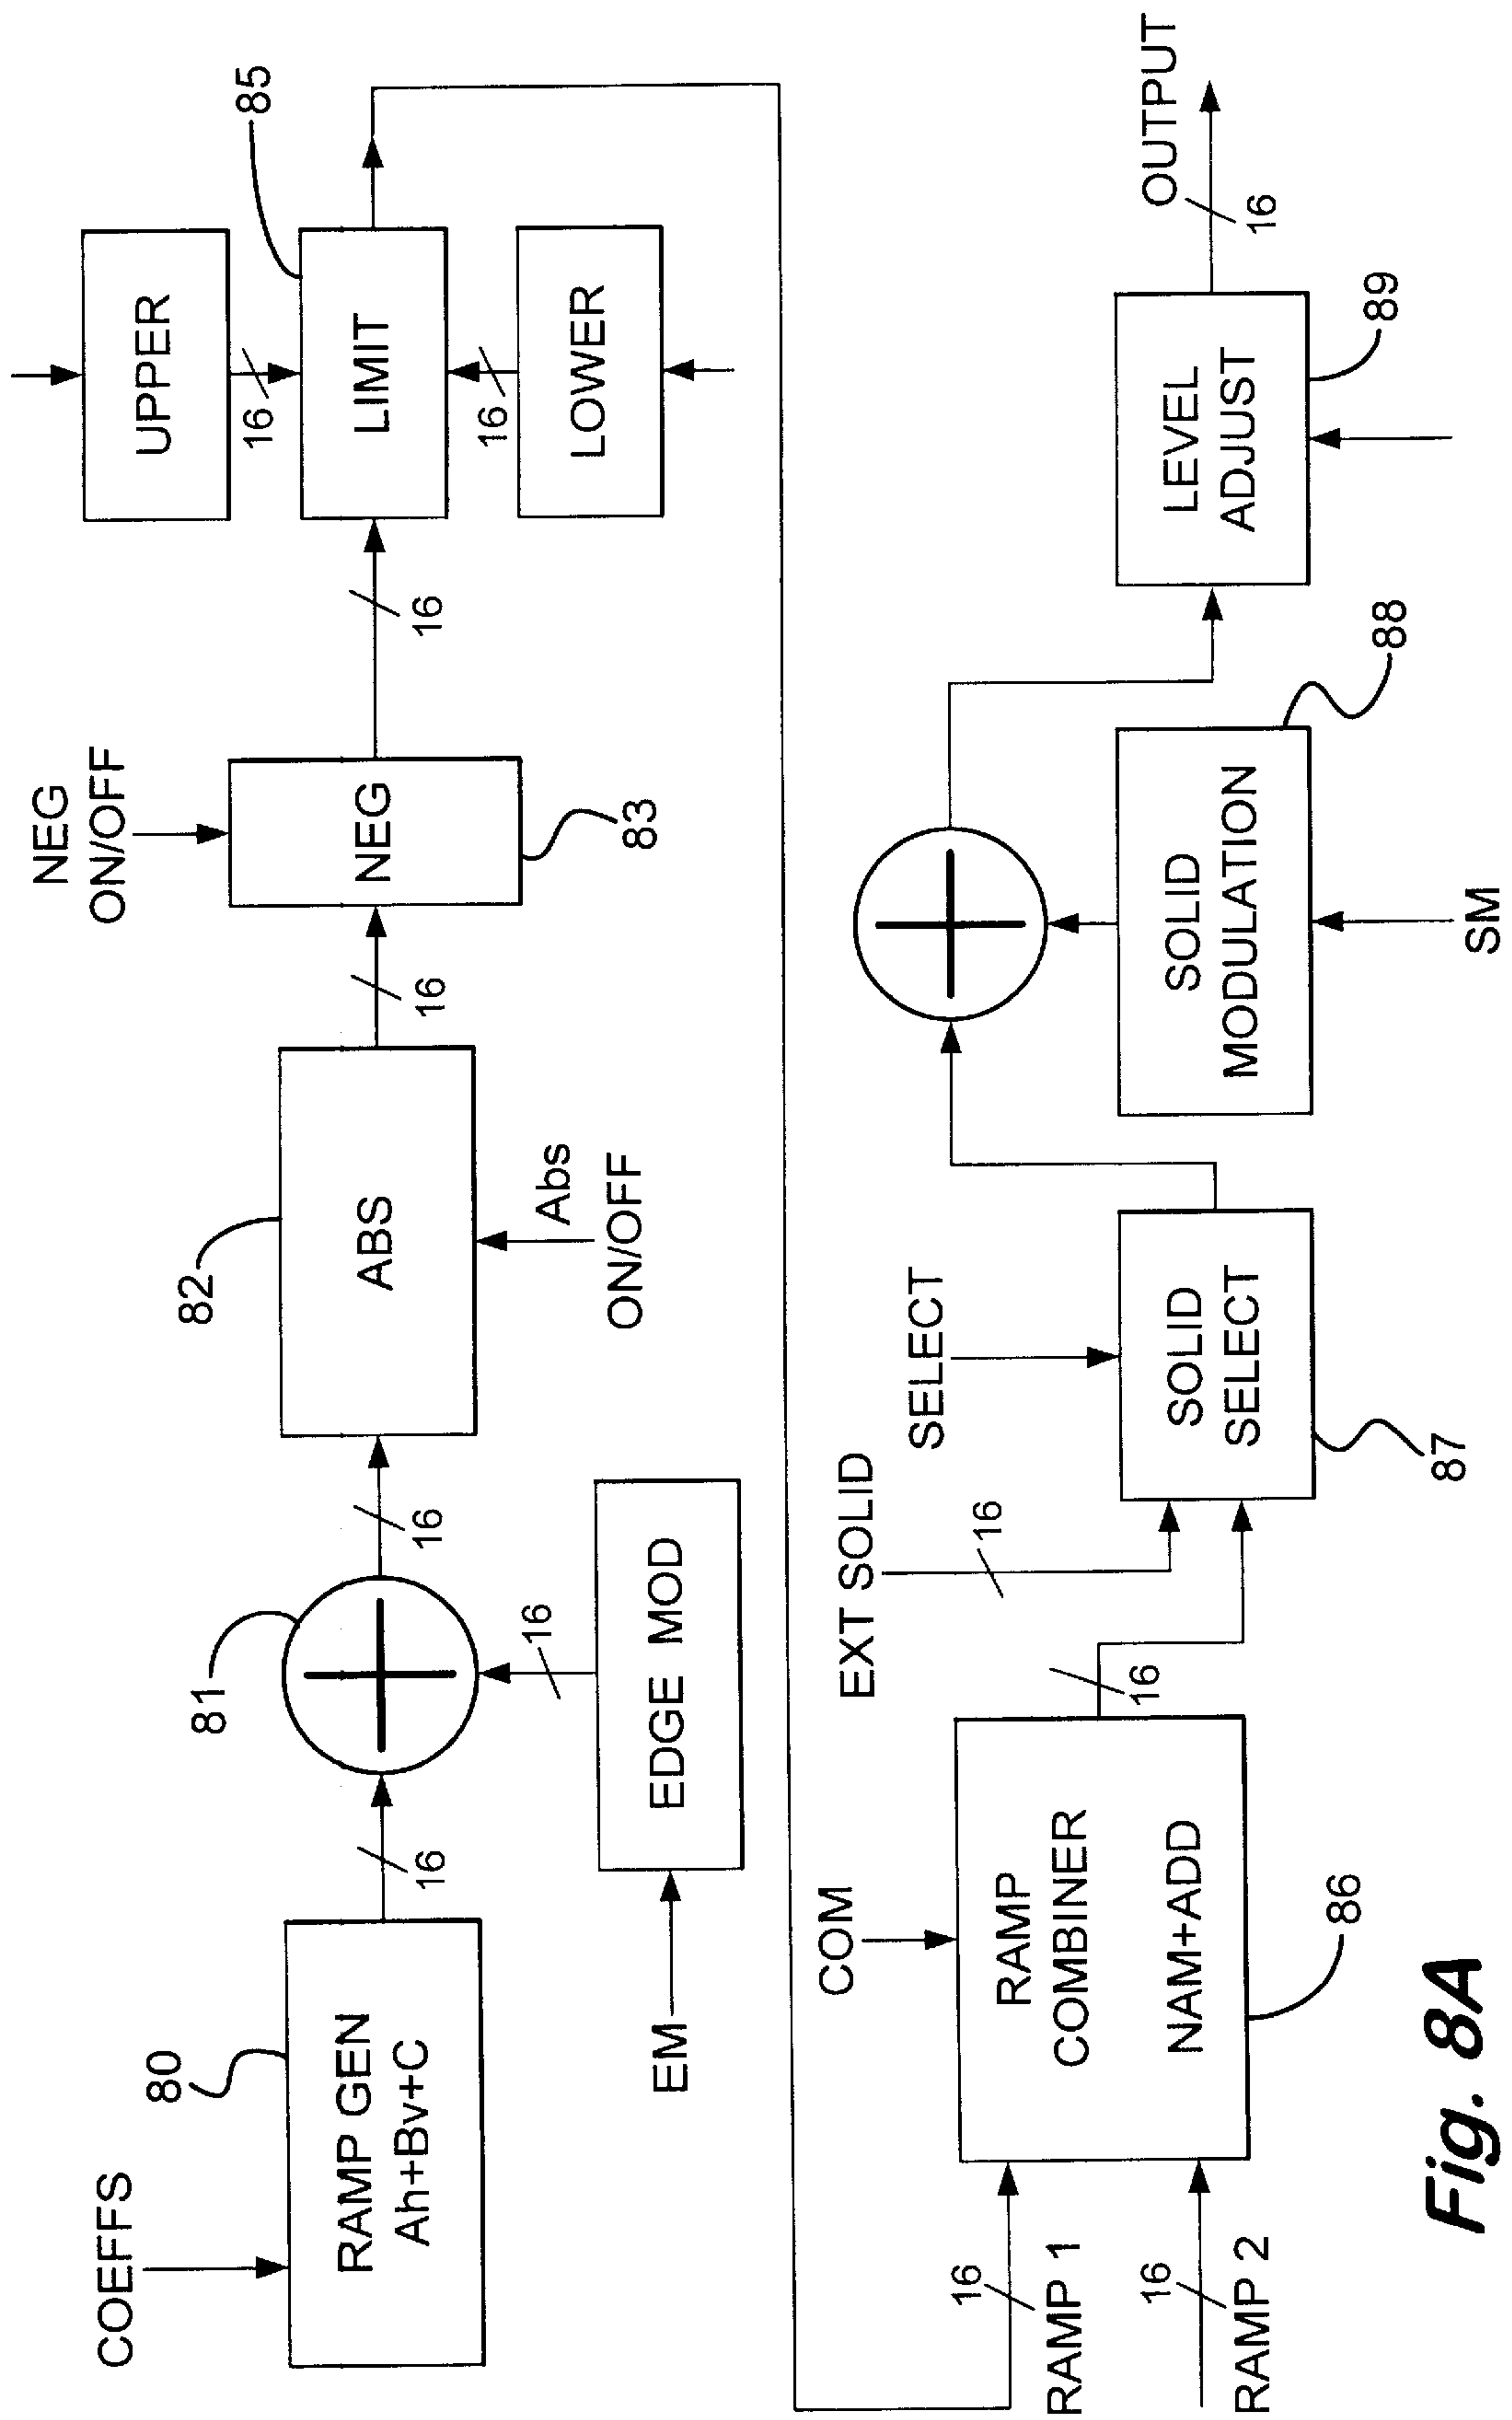 COEFFS
80
RAMP GEN
Ah+Bv+C
16
81
16
EM
EDGE MOD
16
82
ABS
Abs
ON/OFF
16
NEG
ON/OFF
NEG
83
16
UPPER
16
85
LIMIT
16
LOWER
16
RAMP 1
16
RAMP 2
COM
RAMP
COMBINER
NAM+ADD
86
16
EXT SOLID
16
SELECT
SOLID
SELECT
87
SOLID
MODULATION
88
SM
LEVEL
ADJUST
89
OUTPUT
16
Fig. 8A